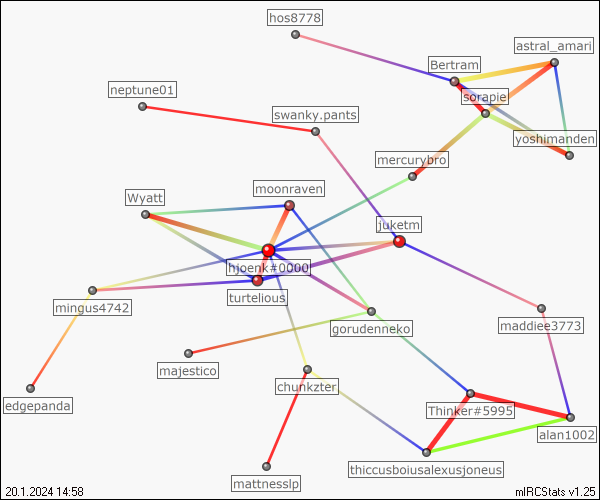 hos8778
astral_amari
Bertram
neptune01
sorapie
swanky.pants
yoshimanden
mercurybro
moonraven
Wyatt
juketm
hjoenk#0000
turtelious
mingus4742
gorudenneko
maddiee3773
majestico
chunkzter
edgepanda
Thinker#5995
alan1002
thiccusboiusalexusjoneus
mattnesslp
20.1.2024 14:58
mIRCStats v1.25